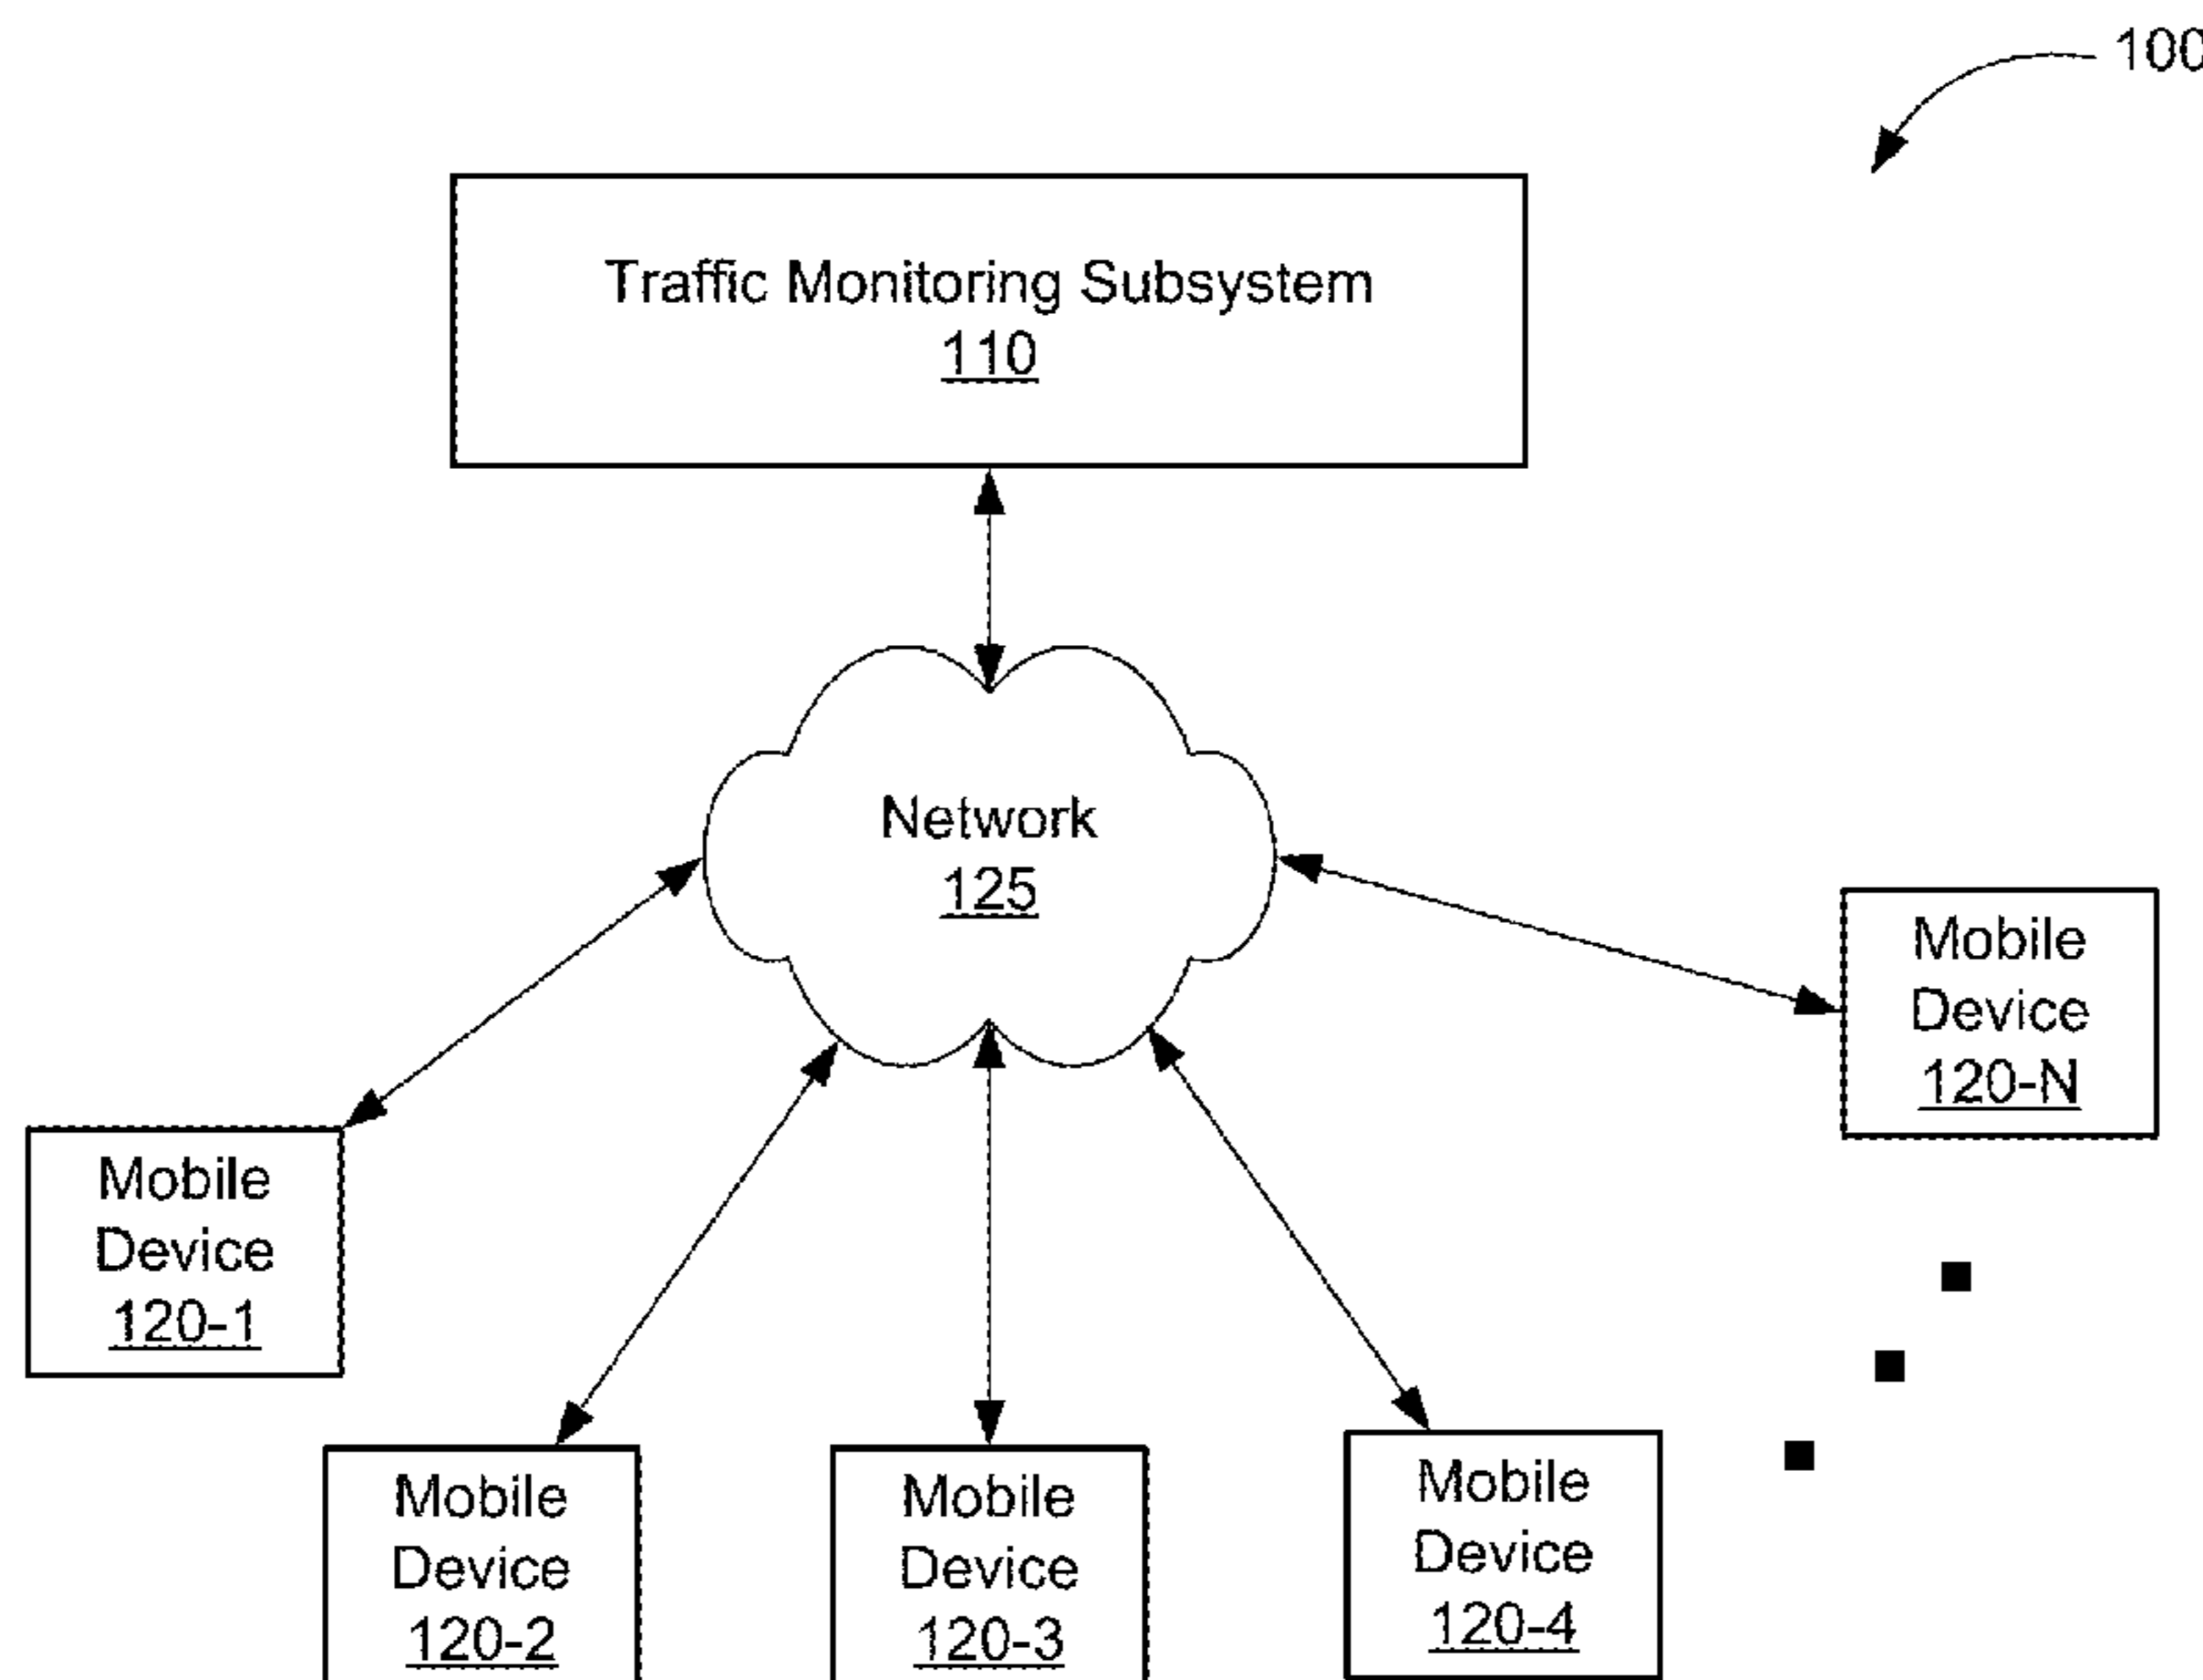 100
Traffic Monitoring Subsystem
110
Network
125
Mobile
Device
120-N
Mobile
Device
120-1
Mobile
Device
120-2
Mobile
Device
120-3
Mobile
Device
120-4